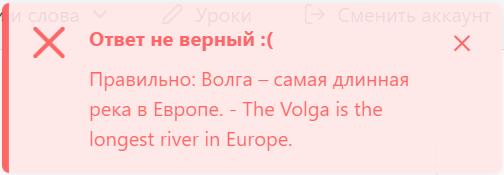 и слова Уроки Сменить аккаунт
Ответ не верный :(
Правильно: Волга – самая длинная
река в Европе. - The Volga is the
longest river in Europe.